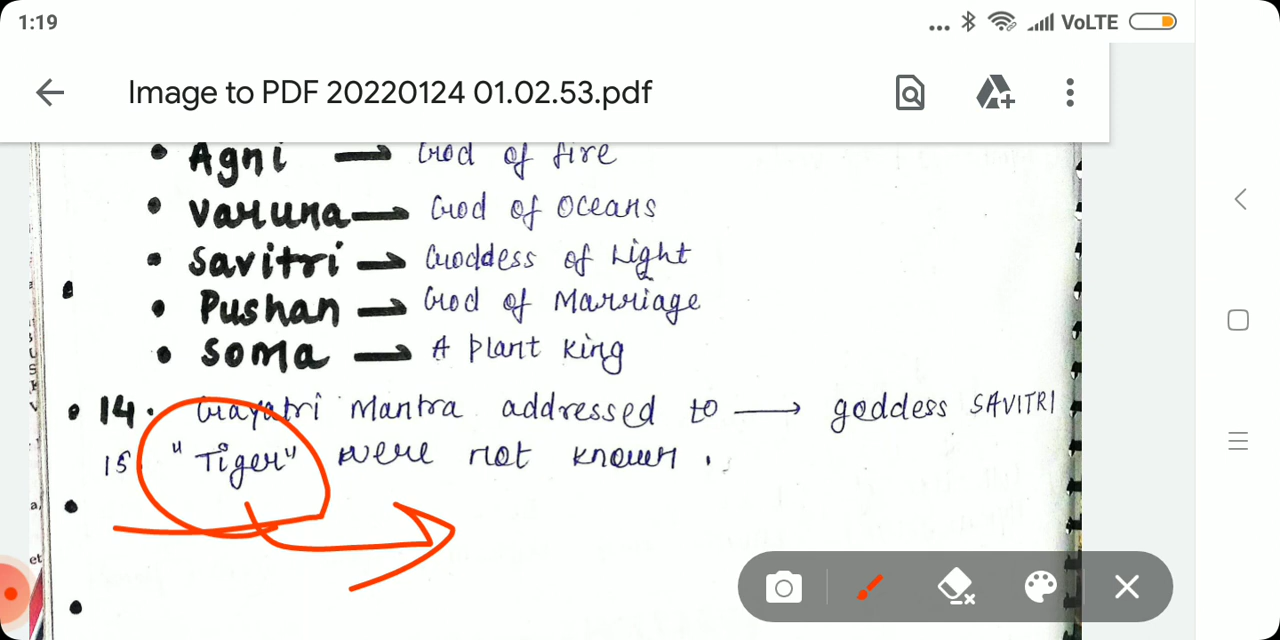 1:19
... VoLTE
Image to PDF 20220124 01.02.53.pdf
• Agni → God of fire
• Varuna → God of Oceans
• Savitri → Goddess of Light
• Pushan → God of Marriage
• Soma → A plant King
• 14. Gayatri Mantra addressed to → goddess SAVITRI
15 "Tiger" were not known .
a,
et